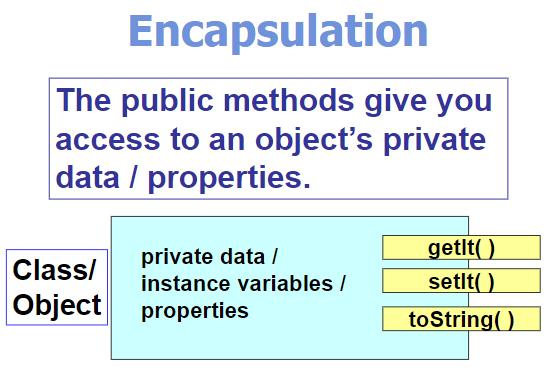 Encapsulation
The public methods give you
access to an object’s private
data / properties.
Class/
Object
private data /
instance variables /
properties
getIt( )
setIt( )
toString( )